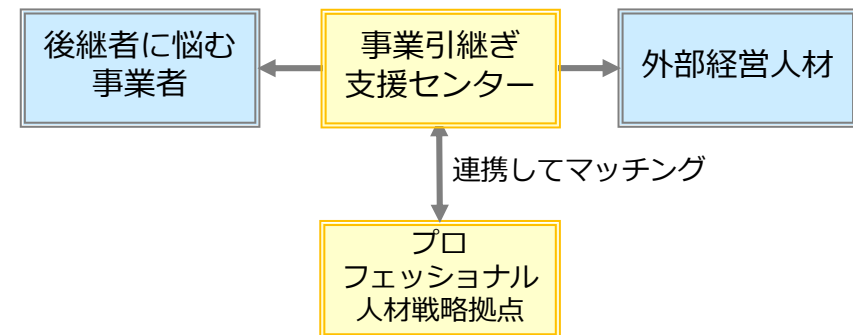 後継者に悩む
事業者
事業引継ぎ
支援センター
外部経営人材
連携してマッチング
プロ
フェッショナル
人材戦略拠点